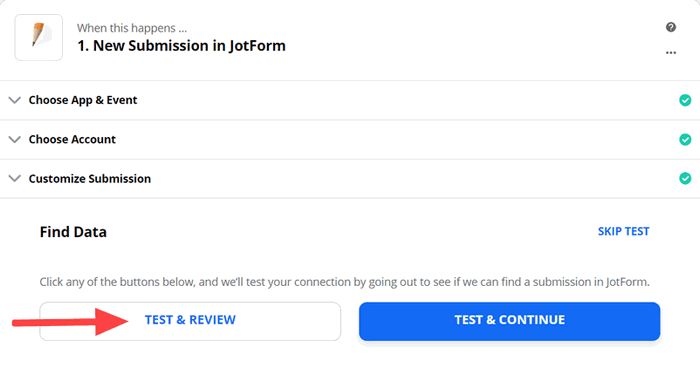 When this happens ...
1. New Submission in JotForm
Choose App & Event
Choose Account
Customize Submission
Find Data
SKIP TEST
Click any of the buttons below, and we'll test your connection by going out to see if we can find a submission in JotForm.
TEST & REVIEW
TEST & CONTINUE